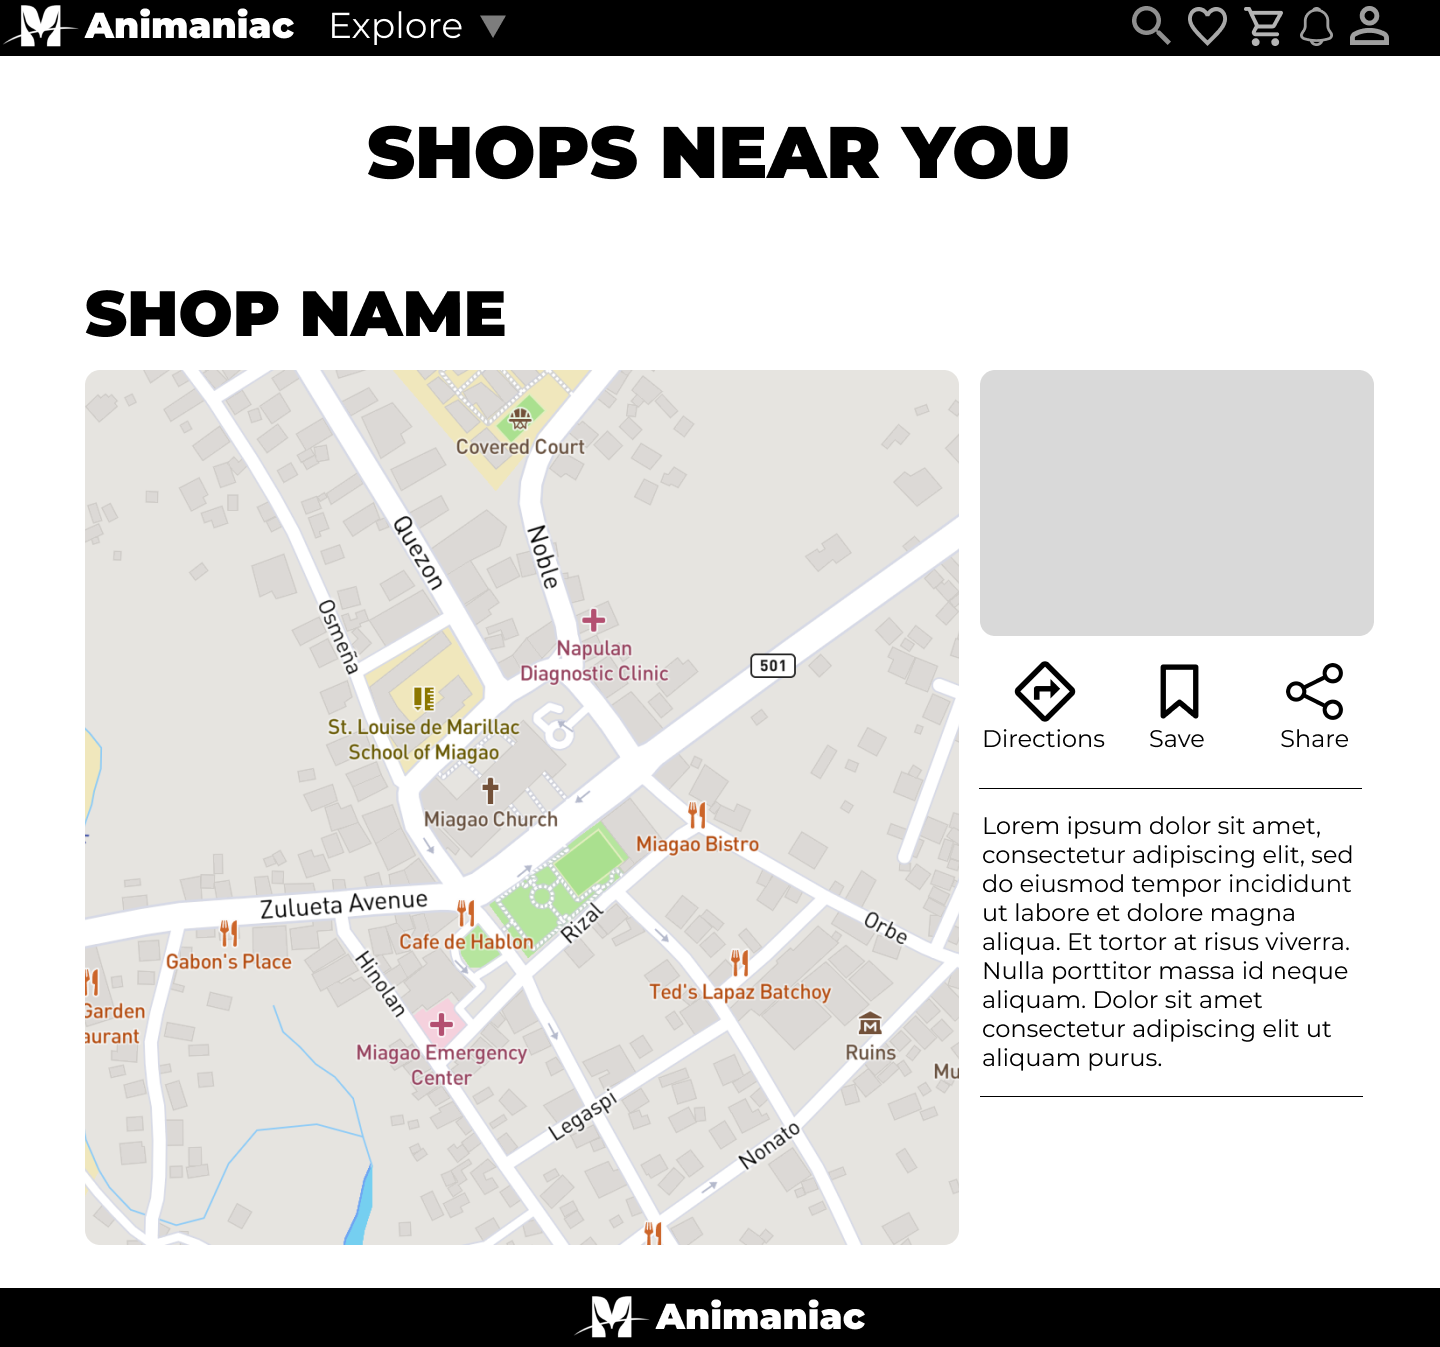 Animaniac Explore
SHOPS NEAR YOU
SHOP NAME
Covered Court
Quezon
Noble
Osmeña
Napulan
Diagnostic Clinic
501
St. Louise de Marillac
School of Miagao
Miagao Church
Miagao Bistro
Zulueta Avenue
Cafe de Hablon
Rizal
Orbe
Gabon's Place
Hinolan
Ted's Lapaz Batchoy
Garden
aurant
Miagao Emergency
Center
Ruins
Mu
Legaspi
Nonato
Directions
Save
Share
Lorem ipsum dolor sit amet,
consectetur adipiscing elit, sed
do eiusmod tempor incididunt
ut labore et dolore magna
aliqua. Et tortor at risus viverra.
Nulla porttitor massa id neque
aliquam. Dolor sit amet
consectetur adipiscing elit ut
aliquam purus.
Animaniac